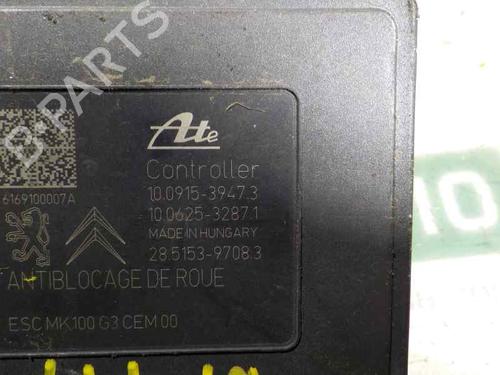 B-PARTS
Ate
6169100007A
Controller
10.0915-3947.3
10.0625-3287.1
MADE IN HUNGARY
28.5153-9708.3
ANTIBLOCAGE DE ROUE
ESC MK100 G3 CEM 00